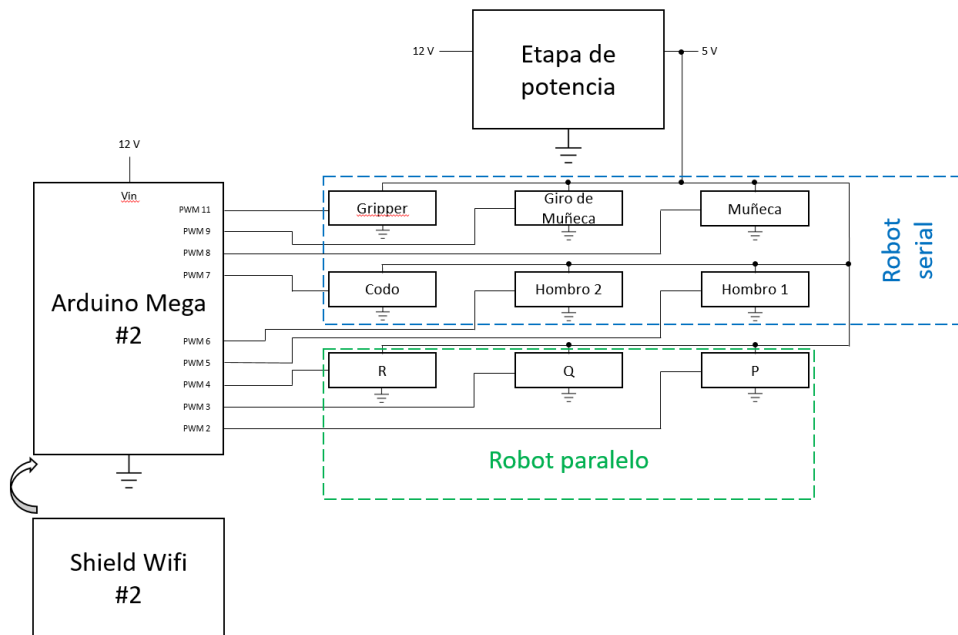 12 V
Etapa de
potencia
5 V
12 V
Vin
PWM 11
PWM 9
PWM 8
PWM 7
Arduino Mega
#2
PWM 6
PWM 5
PWM 4
PWM 3
PWM 2
Gripper
Giro de
Muñeca
Muñeca
Codo
Hombro 2
Hombro 1
Robot
serial
R
Q
P
Robot paralelo
Shield Wifi
#2